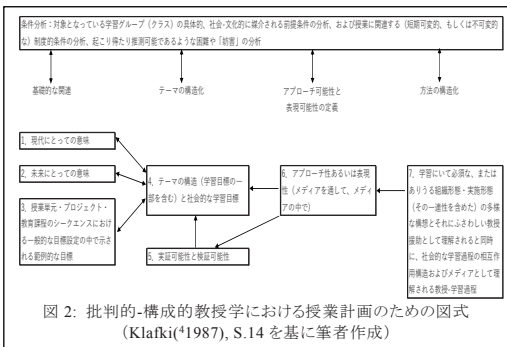 条件分析：対象となっている学習グループ（クラス）の具体的、社会-文化的に媒介される前提条件の分析、および授業に関連する（短期可変的、もしくは不可変的
な）制度的条件の分析、起こり得たり推測可能であるような困難や「妨害」の分析
基礎的な関連
テーマの構造化
アプローチ可能性と
表現可能性の定義
方法の構造化
1，現代にとっての意味
2，未来にとっての意味
3，授業単元・プロジェクト・
教育課程のシークエンスにおける
一般的な目標設定の中で示さ
れる範例的な目標
4，テーマの構造（学習目標の一
部を含む）と社会的な学習目標
5，実証可能性と検証可能性
6，アプローチ性あるいは表現
性（メディアを通して、メディ
アの中で）
7，学習にいて必須な、または
ありうる組織形態・実施形態
（その一連性を含めた）の多様
な構想とそれにふさわしい教授
援助として理解されると同時
に、社会的な学習過程の相互作
用構造およびメディアとして理
解される教授-学習過程
図 2: 批判的-構成的教授学における授業計画のための図式
（Klafki(⁴1987), S.14 を基に筆者作成）